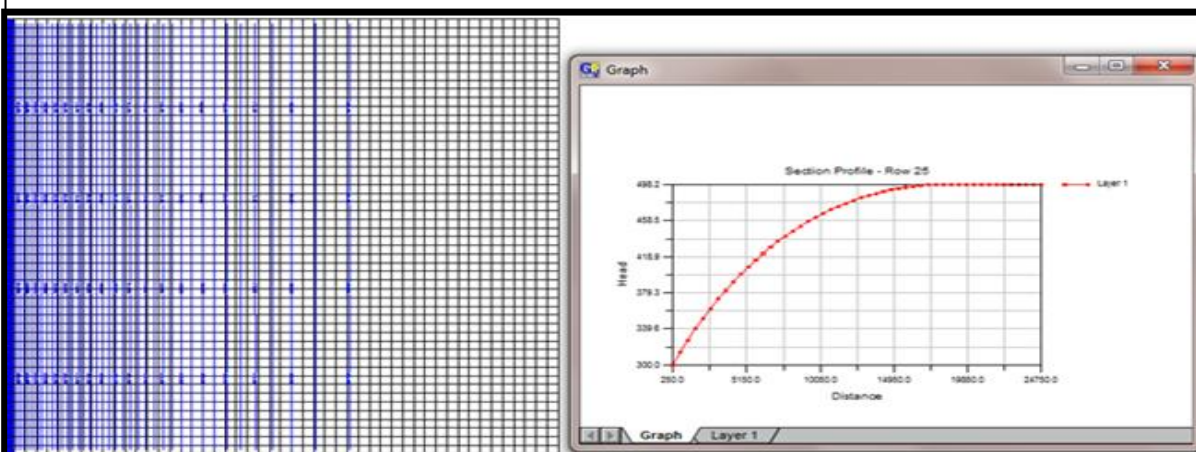 Graph
Section Profile - Row 25
498.2
458.5
418.9
379.3
339.6
300.0
Head
250.0 5150.0 10050.0 14950.0 19850.0 24750.0
Distance
Layer 1
Graph Layer 1